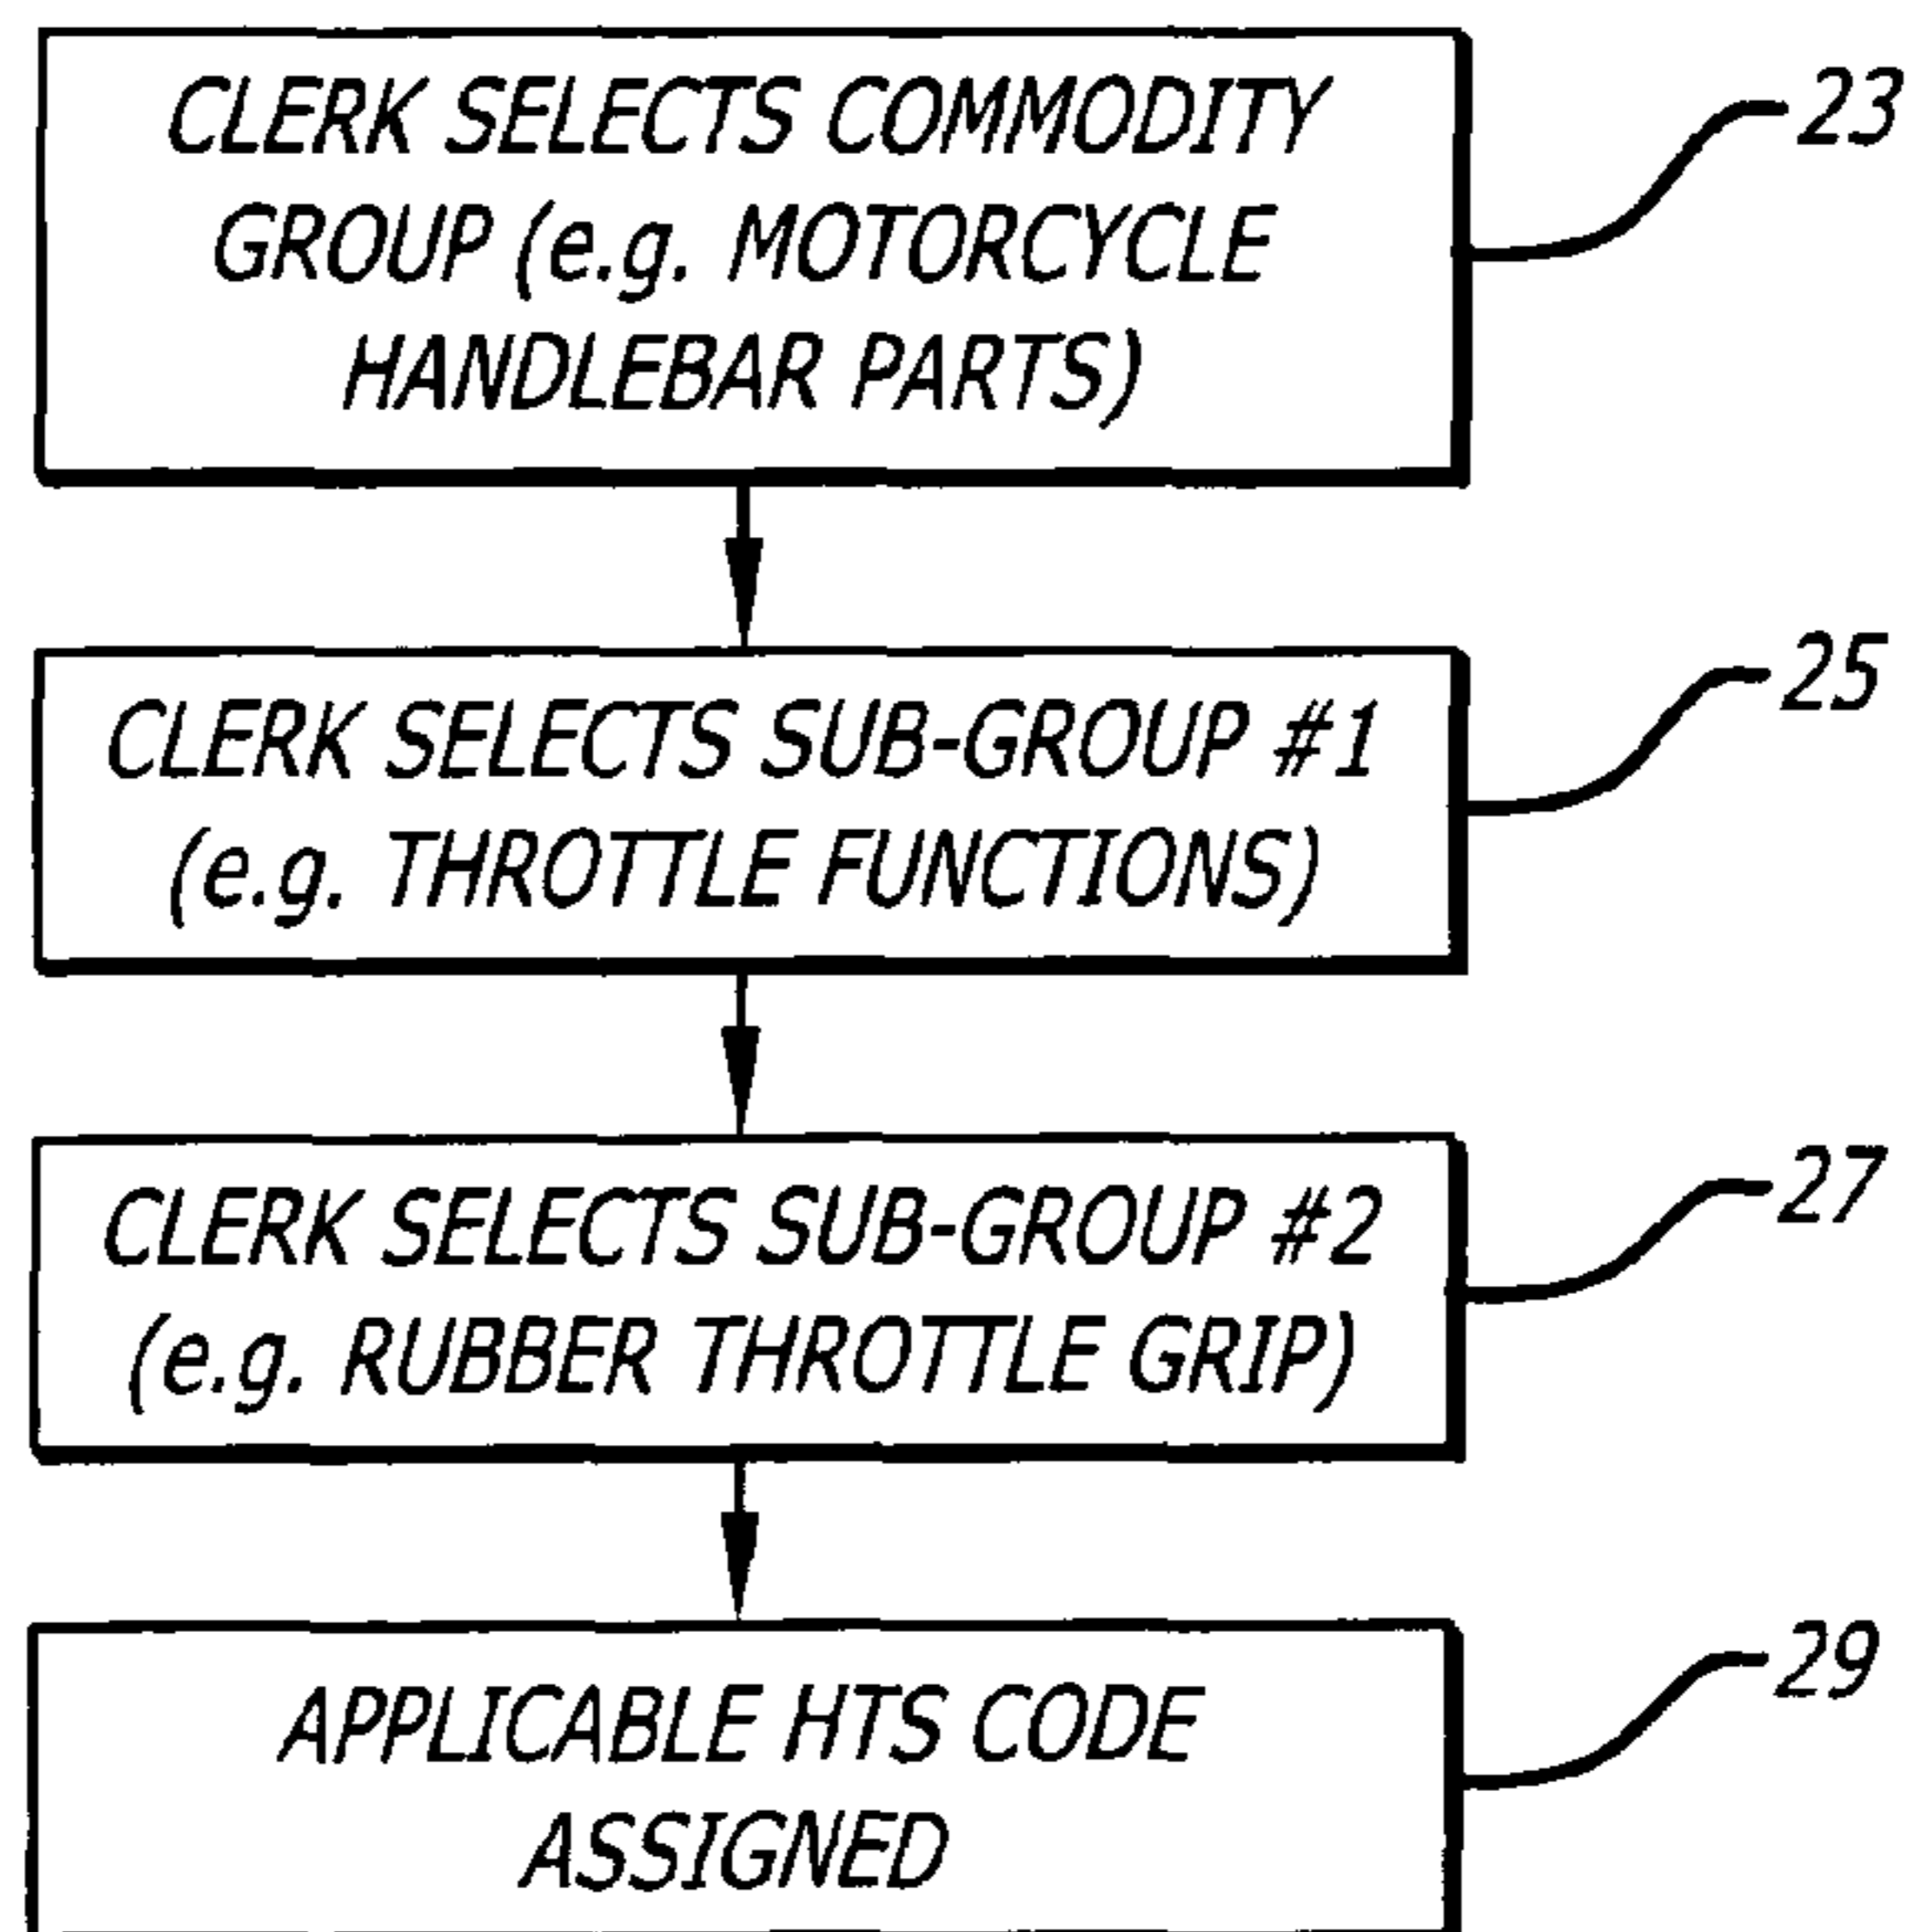 CLERK SELECTS COMMODITY
GROUP (e.g. MOTORCYCLE
HANDLEBAR PARTS)
23
CLERK SELECTS SUB-GROUP #1
(e.g. THROTTLE FUNCTIONS)
25
CLERK SELECTS SUB-GROUP #2
(e.g. RUBBER THROTTLE GRIP)
27
APPLICABLE HTS CODE
ASSIGNED
29